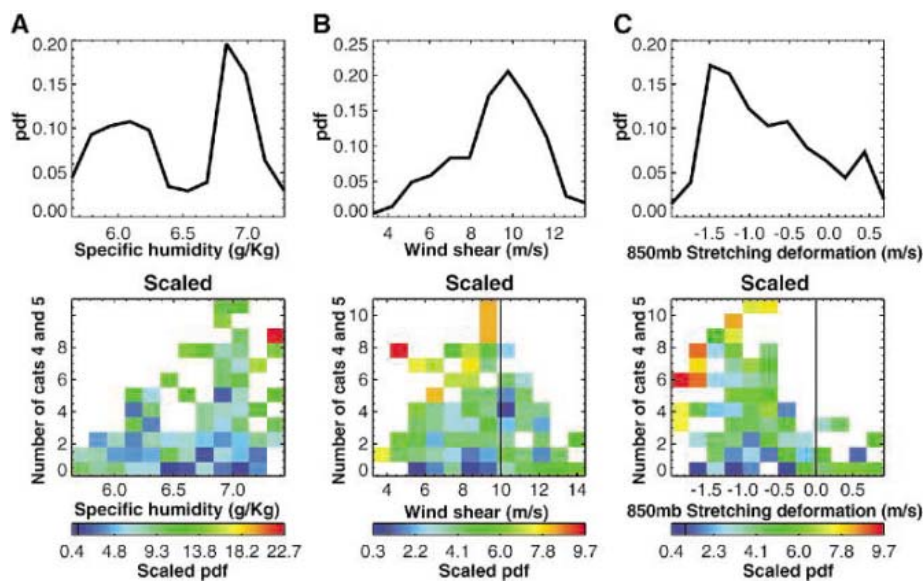 A
B
C
pdf
0.20
0.15
0.10
0.05
0.00
6.0 6.5 7.0
Specific humidity (g/Kg)
pdf
0.25
0.20
0.15
0.10
0.05
0.00
4 6 8 10 12
Wind shear (m/s)
pdf
0.20
0.15
0.10
0.05
0.00
-1.5 -1.0 -0.5 0.0 0.5
850mb Stretching deformation (m/s)
Scaled
Number of cats 4 and 5
10
8
6
4
2
0
6.0 6.5 7.0
Specific humidity (g/Kg)
0.4 4.8 9.3 13.8 18.2 22.7
Scaled pdf
Scaled
Number of cats 4 and 5
10
8
6
4
2
0
4 6 8 10 12 14
Wind shear (m/s)
0.3 2.2 4.1 6.0 7.8 9.7
Scaled pdf
Scaled
Number of cats 4 and 5
10
8
6
4
2
0
-1.5 -1.0 -0.5 0.0 0.5
850mb Stretching deformation (m/s)
0.4 2.3 4.1 6.0 7.8 9.7
Scaled pdf